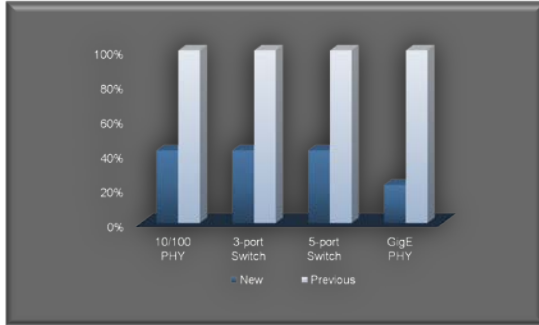 100%
80%
60%
40%
20%
0%
10/100 PHY
3-port Switch
5-port Switch
GigE PHY
New
Previous